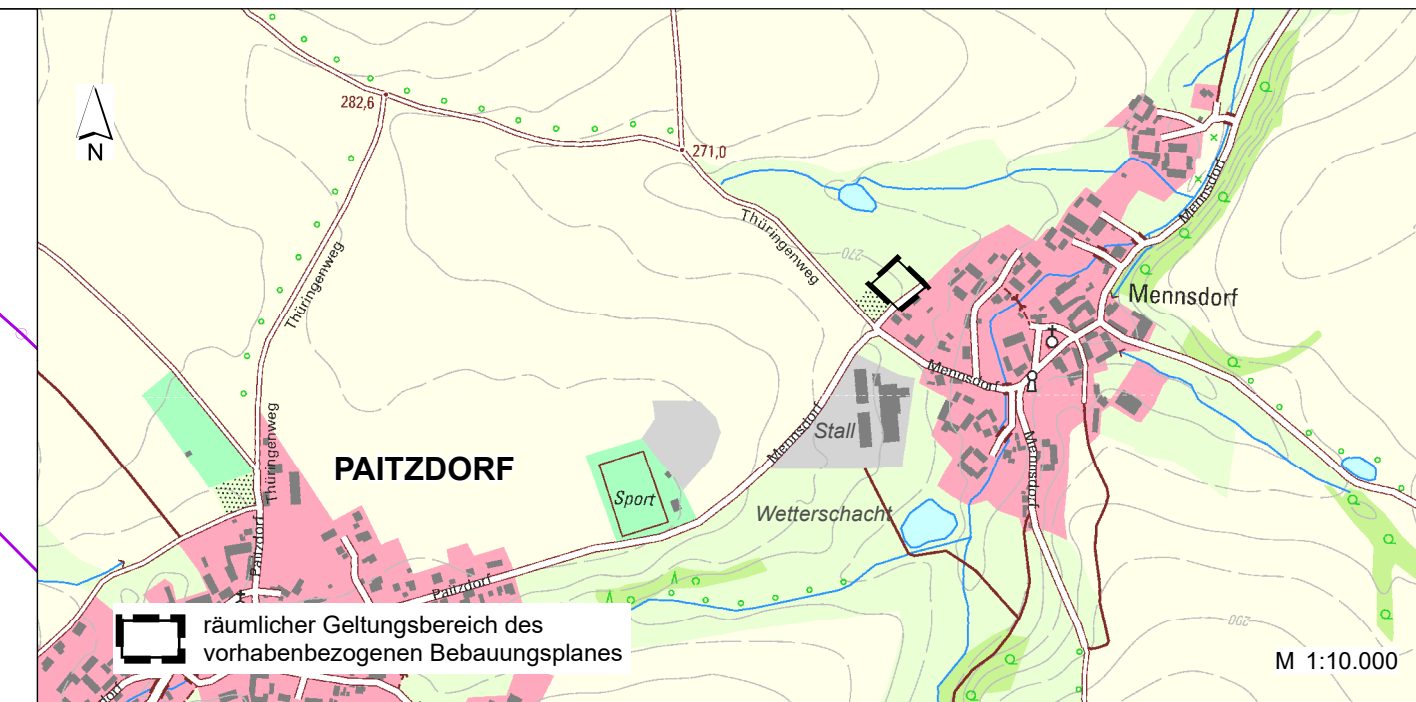 282,6
N
271,0
Thüringenweg
Thüringenweg
270
Mennsdorf
Mennsdorf
Mennsdorf
Stall
Mennsdorf
Thüringenweg
PAITZDORF
Sport
Wetterschacht
Mennsdorf
Paitzdorf
Paitzdorf
räumlicher Geltungsbereich des
vorhabenbezogenen Bebauungsplanes
M 1:10.000